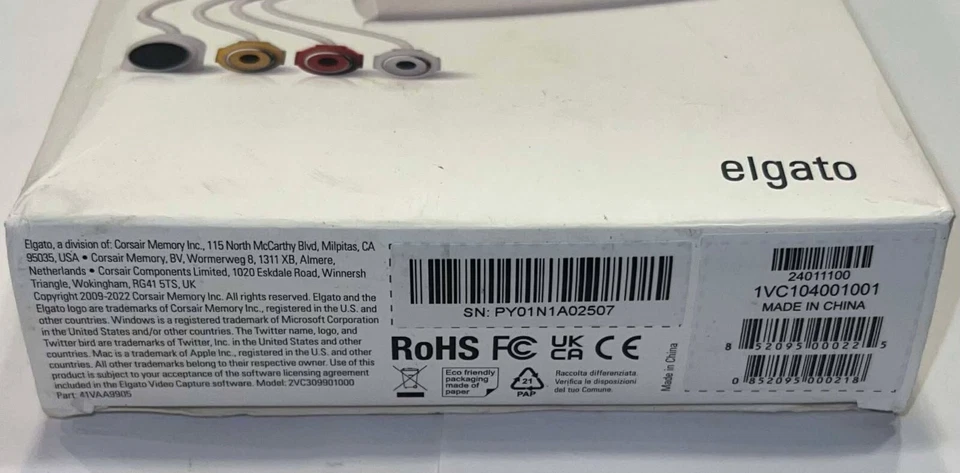 elgato
Elgato, a division of: Corsair Memory Inc., 115 North McCarthy Blvd, Milpitas, CA
95035, USA • Corsair Memory, BV, Wormerweg 8, 1311 XB, Almere,
Netherlands • Corsair Components Limited, 1020 Eskdale Road, Winnersh
Triangle, Wokingham, RG41 5TS, UK
Copyright 2009-2022 Corsair Memory Inc. All rights reserved. Elgato and the
Elgato logo are trademarks of Corsair Memory Inc., registered in the U.S. and
other countries. Windows is a registered trademark of Microsoft Corporation
in the United States and/or other countries. The Twitter name, logo, and
Twitter bird are trademarks of Twitter, Inc. in the United States and other
countries. Mac is a trademark of Apple Inc., registered in the U.S. and other
countries. All other trademarks belong to their respective owner. Use of this
product is subject to your acceptance of the software licensing agreement
included in the Elgato Video Capture software. Model: 2VC309901000
Part: 41VAA9905
SN: PY01N1A02507
RoHS FC UK CA CE
Eco friendly
packaging
made of
paper
21
PAP
Raccolta differenziata.
Verifica le disposizioni
del tuo Comune.
Made in China
24011100
1VC104001001
MADE IN CHINA
8 52095 00022 5
0 852095 000218